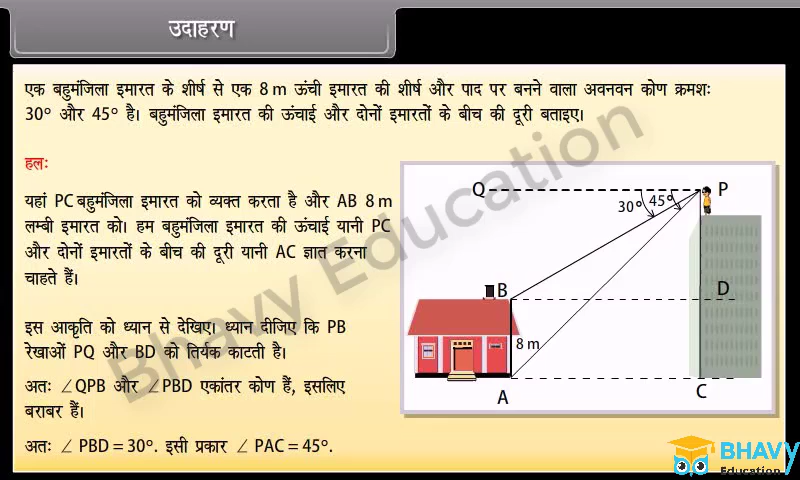 उदाहरण
एक बहुमंजिला इमारत के शीर्ष से एक 8 m ऊंची इमारत की शीर्ष और पाद पर बनने वाला अवनवन कोण क्रमशः
30° और 45° है। बहुमंजिला इमारत की ऊंचाई और दोनों इमारतों के बीच की दूरी बताइए।
हलः
यहां PC बहुमंजिला इमारत को व्यक्त करता है और AB 8 m
लम्बी इमारत को। हम बहुमंजिला इमारत की ऊंचाई यानी PC
और दोनों इमारतों के बीच की दूरी यानी AC ज्ञात करना
चाहते हैं।
इस आकृति को ध्यान से देखिए। ध्यान दीजिए कि PB
रेखाओं PQ और BD को तिर्यक काटती है।
अतः ∠QPB और ∠PBD एकांतर कोण हैं, इसलिए
बराबर हैं।
अतः ∠ PBD = 30°. इसी प्रकार ∠ PAC = 45°.
Q
P
30°
45°
B
D
8 m
A
C
Bhavy Education
BHAVY
Education